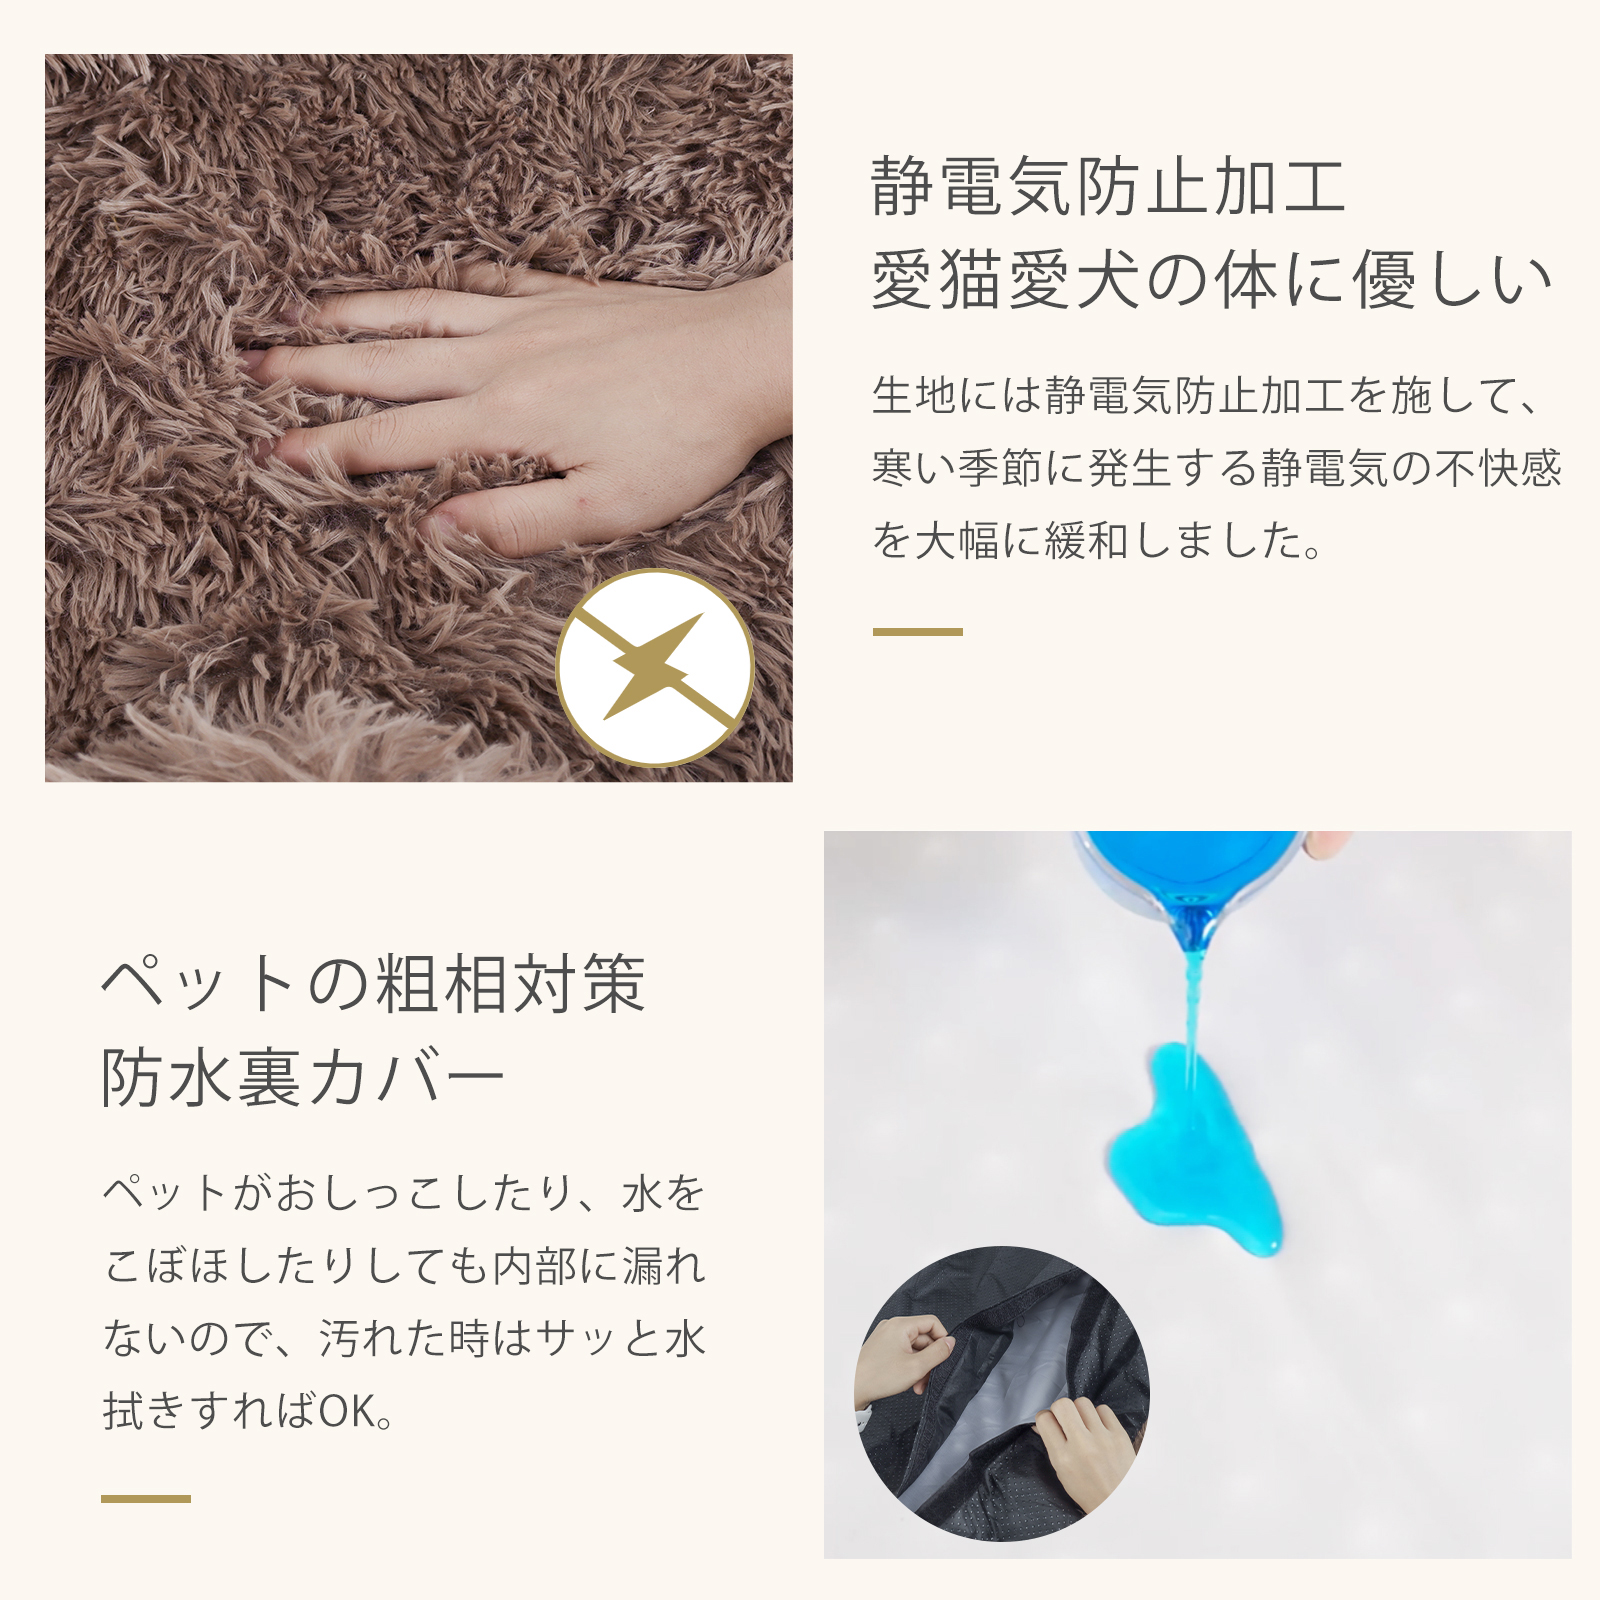 静電気防止加工
愛猫愛犬の体に優しい
生地には静電気防止加工を施して、
寒い季節に発生する静電気の不快感
を大幅に緩和しました。
ペットの粗相対策
防水裏カバー
ペットがおしっこしたり、水を
こぼほしたりしても内部に漏れ
ないので、汚れた時はサッと水
拭きすればOK。